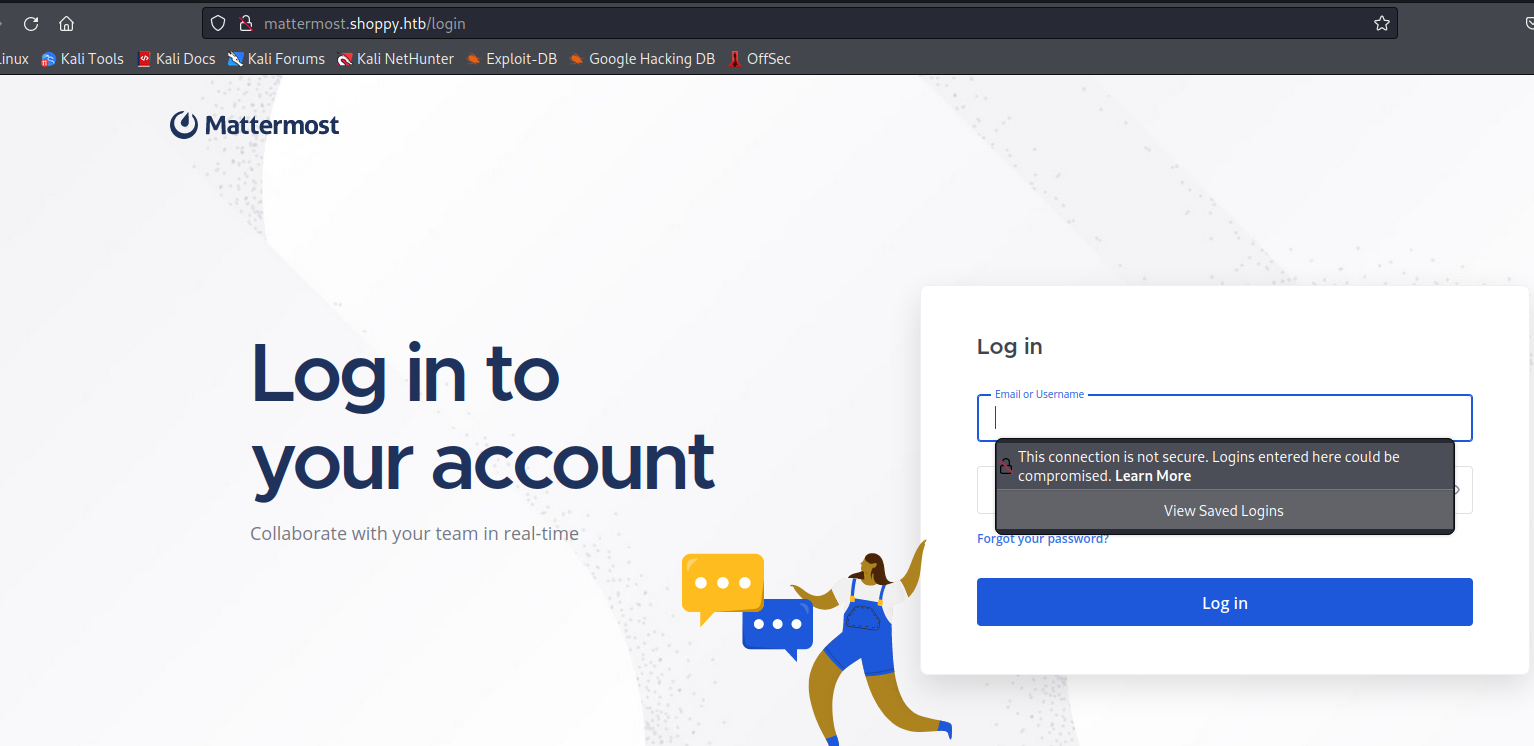 mattermost.shoppy.htb/login
inux Kali Tools Kali Docs Kali Forums Kali NetHunter Exploit-DB Google Hacking DB OffSec
Mattermost
Log in to
your account
Collaborate with your team in real-time
Log in
Email or Username
This connection is not secure. Logins entered here could be
compromised. Learn More
View Saved Logins
Forgot your password?
Log in